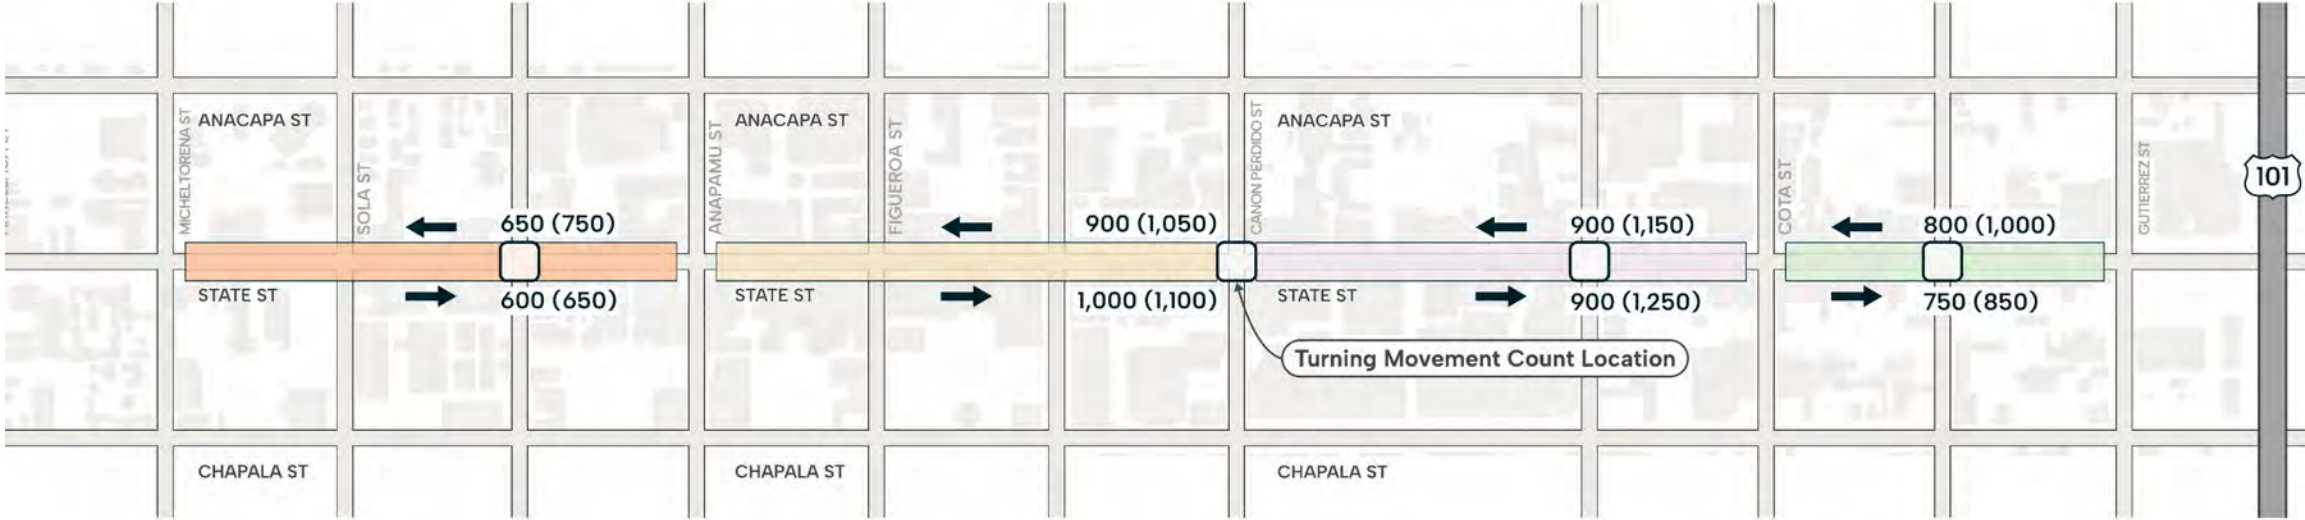 MICHELTORENA ST
ANACAPA ST
SOLA ST
ANAPAMU ST
ANACAPA ST
FIGUEROA ST
CANON PERDIDO ST
ANACAPA ST
COTA ST
GUTIERREZ ST
101
650 (750)
900 (1,050)
900 (1,150)
800 (1,000)
STATE ST
600 (650)
STATE ST
1,000 (1,100)
STATE ST
900 (1,250)
750 (850)
Turning Movement Count Location
CHAPALA ST
CHAPALA ST
CHAPALA ST